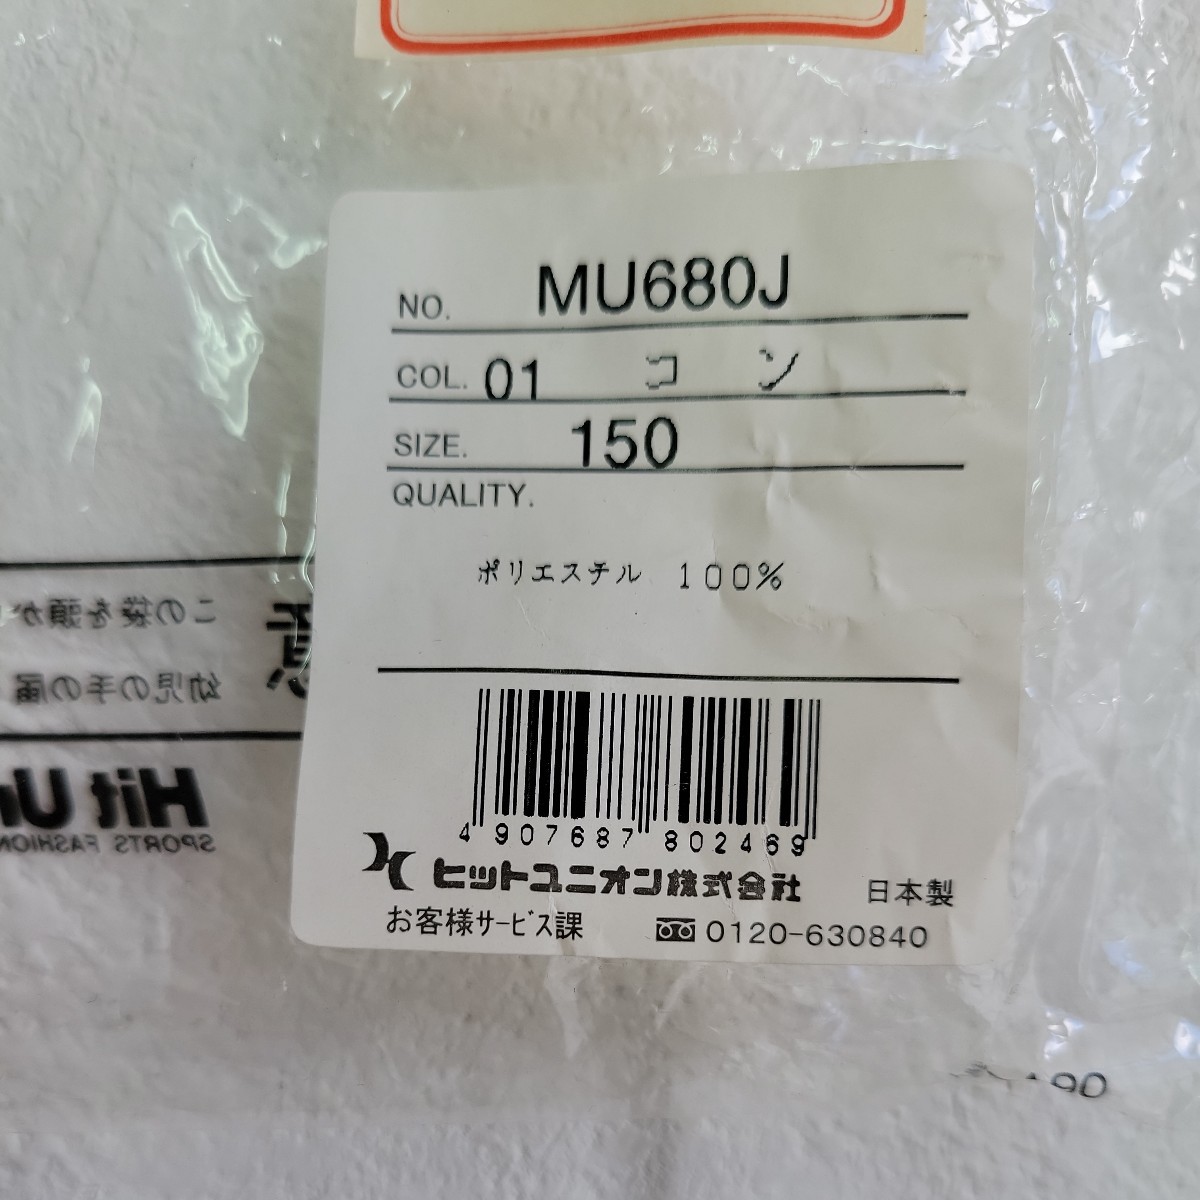 NO. MU680J
COL. 01 コン
SIZE. 150
QUALITY.
ポリエステル 100%
この袋を頭か
意
幼児の手の届
Hit Un
SPORTS FASHION
4 907687 802469
ヒットユニオン株式会社 日本製
お客様サービス課 0120-630840
90